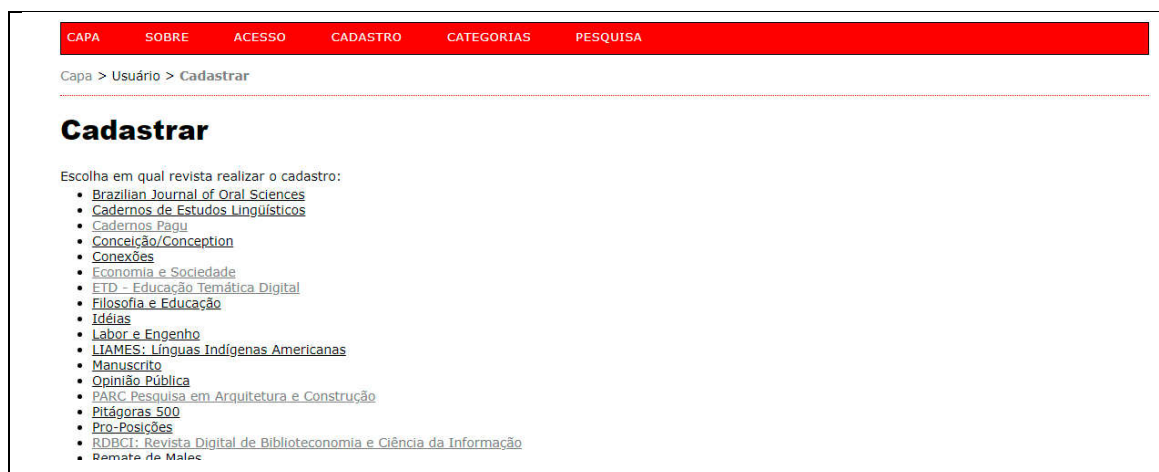 CAPA SOBRE ACESSO CADASTRO CATEGORIAS PESQUISA
Capa > Usuário > Cadastrar
Cadastrar
Escolha em qual revista realizar o cadastro:
Brazilian Journal of Oral Sciences
Cadernos de Estudos Lingüísticos
Cadernos Pagu
Conceição/Conception
Conexões
Economia e Sociedade
ETD - Educação Temática Digital
Filosofia e Educação
Idéias
Labor e Engenho
LIAMES: Línguas Indígenas Americanas
Manuscrito
Opinião Pública
PARC Pesquisa em Arquitetura e Construção
Pitágoras 500
Pro-Posições
RDBCI: Revista Digital de Biblioteconomia e Ciência da Informação
Remate de Males